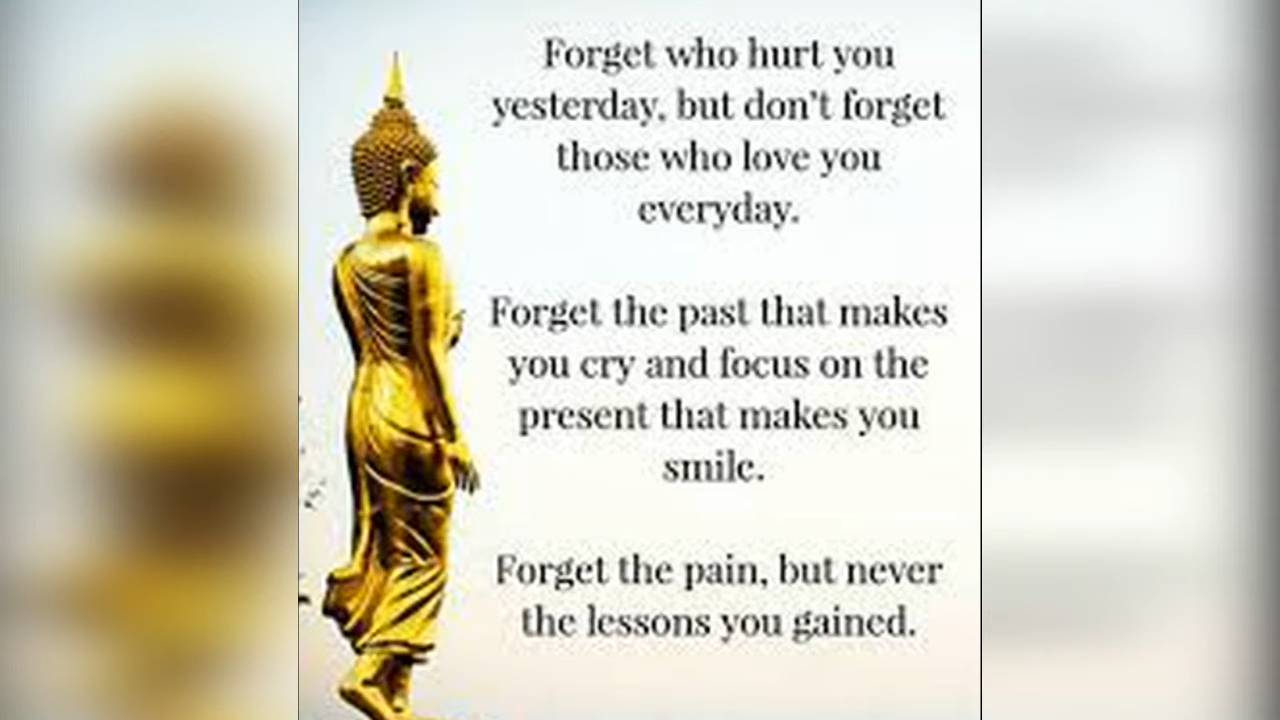 Forget who hurt you
yesterday, but don't forget
those who love you
everyday.
Forget the past that makes
you cry and focus on the
present that makes you
smile.
Forget the pain, but never
the lessons you gained.